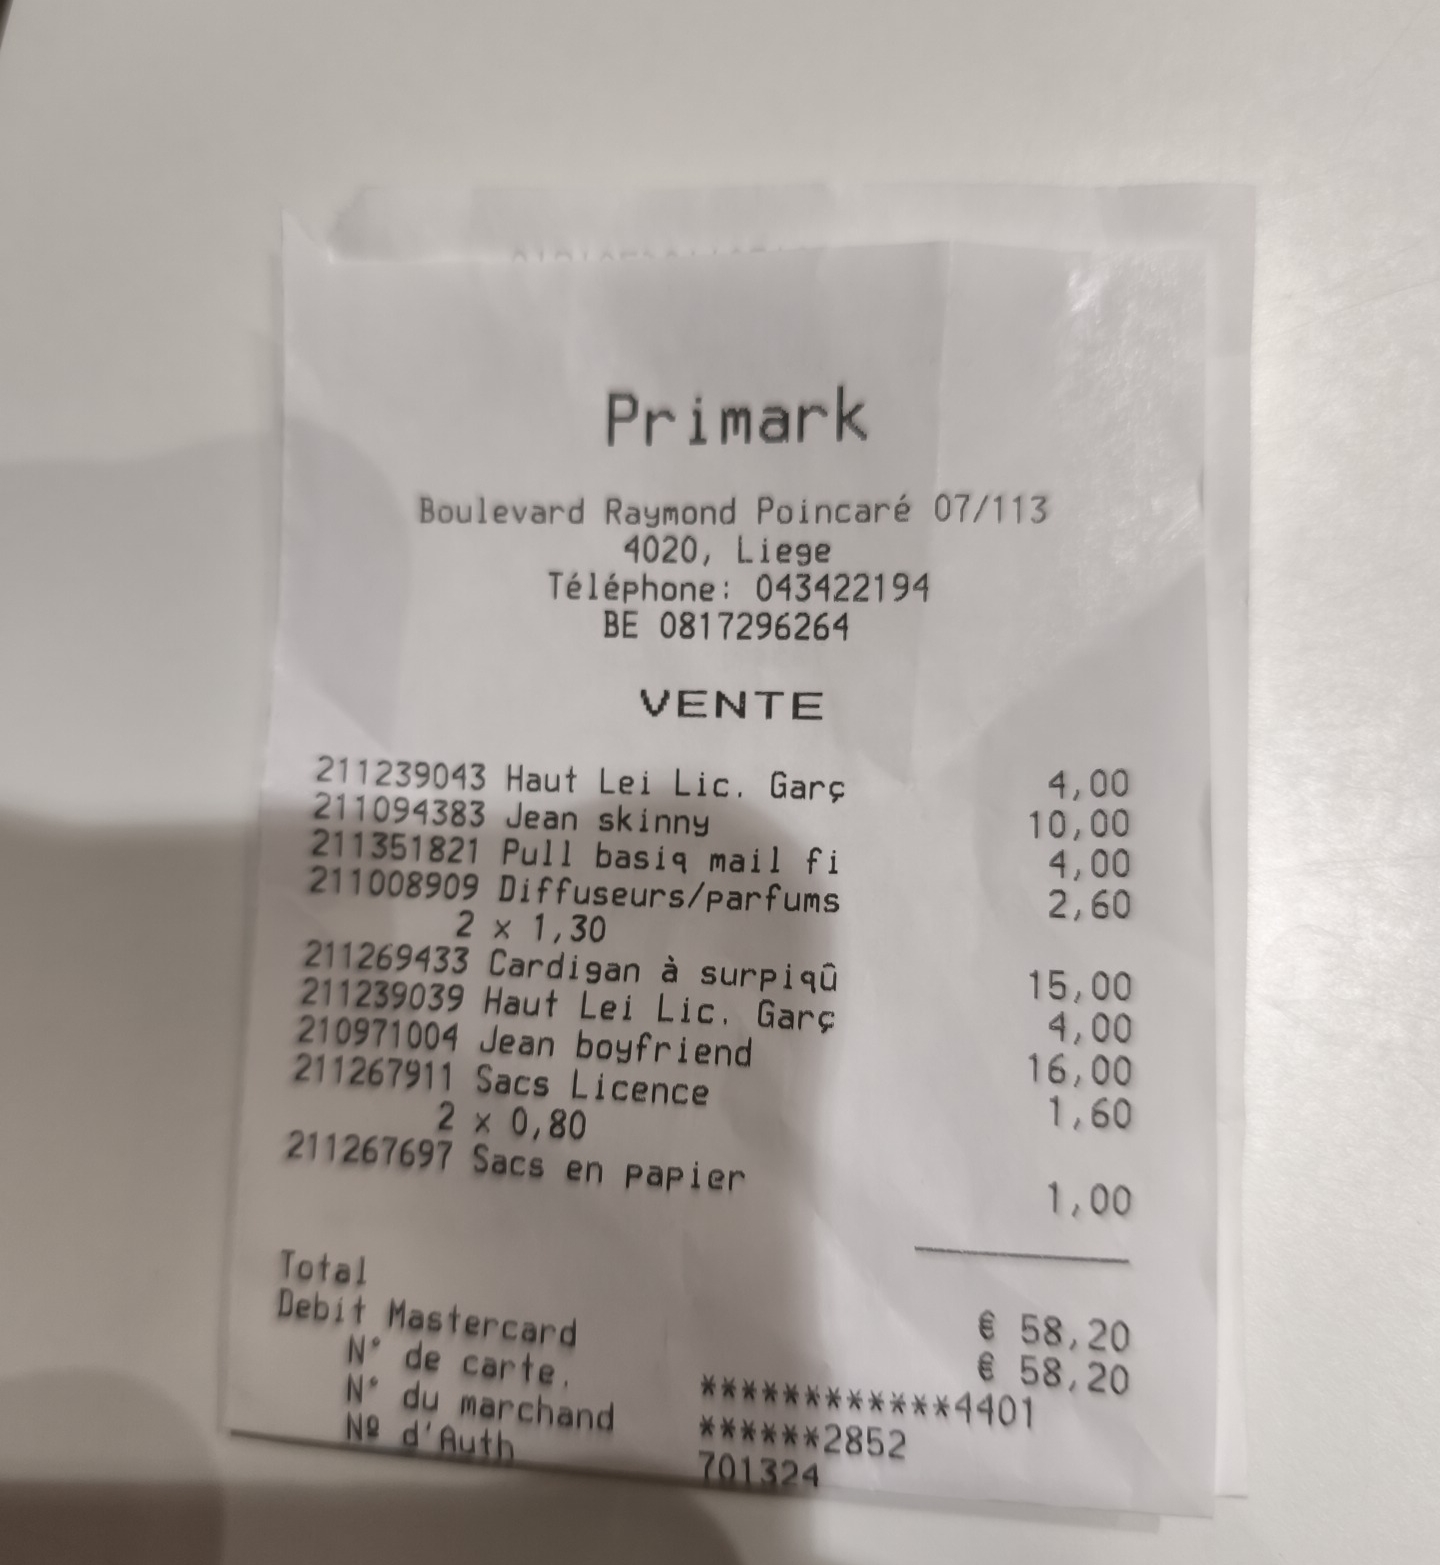 Primark
Boulevard Raymond Poincaré 07/113
4020, Liege
Téléphone: 043422194
BE 0817296264
VENTE
211239043 Haut Lei Lic. Garç 4,00
211094383 Jean skinny 10,00
211351821 Pull basiq mail fi 4,00
211008909 Diffuseurs/parfums 2,60
2 x 1,30
211269433 Cardigan à surpiqû 15,00
211239039 Haut Lei Lic. Garç 4,00
210971004 Jean boyfriend 16,00
211267911 Sacs Licence 1,60
2 x 0,80
211267697 Sacs en papier 1,00
Total € 58,20
Debit Mastercard € 58,20
N° de carte. ************4401
N° du marchand ******2852
Nº d'Auth 701324